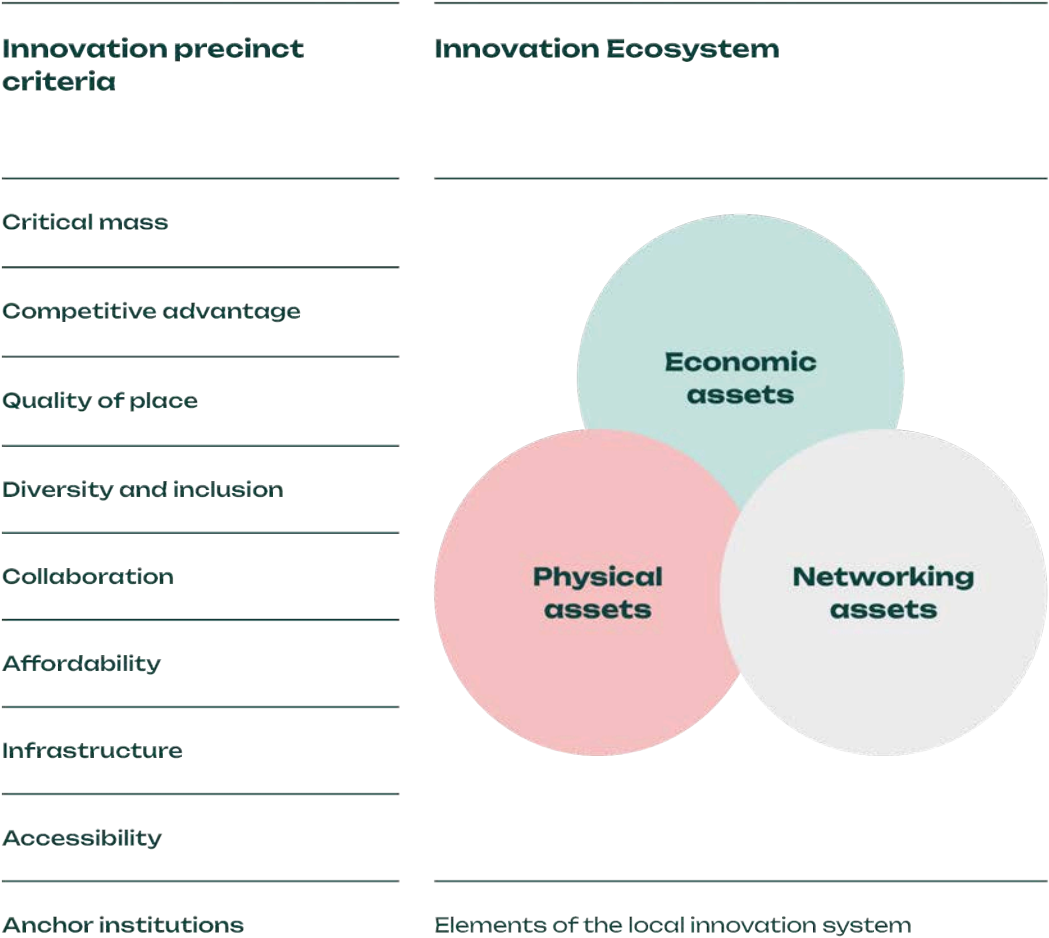 Innovation precinct
criteria
Critical mass
Competitive advantage
Quality of place
Diversity and inclusion
Collaboration
Affordability
Infrastructure
Accessibility
Anchor institutions
Innovation Ecosystem
Economic
assets
Physical
assets
Networking
assets
Elements of the local innovation system